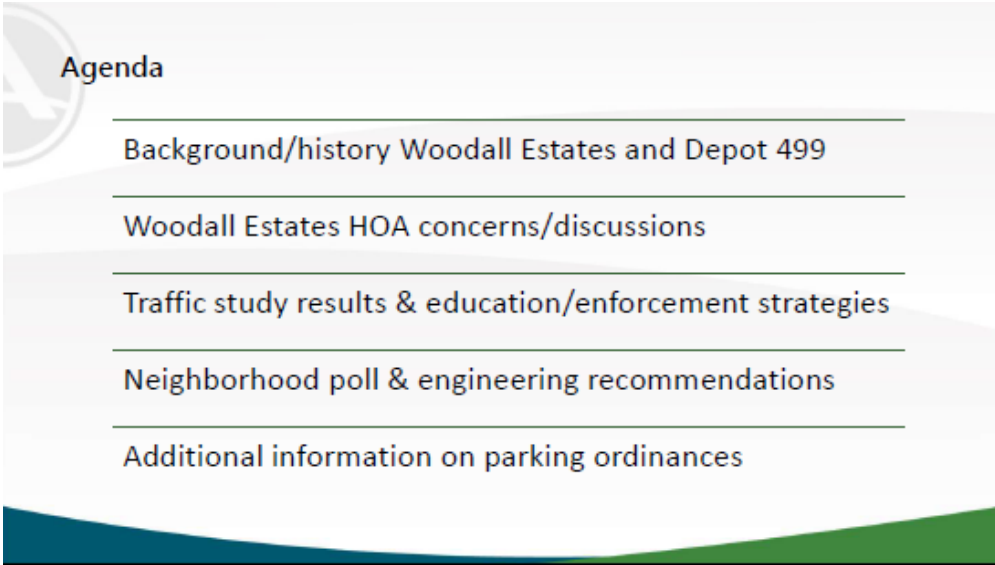 Agenda
Background/history Woodall Estates and Depot 499
Woodall Estates HOA concerns/discussions
Traffic study results & education/enforcement strategies
Neighborhood poll & engineering recommendations
Additional information on parking ordinances